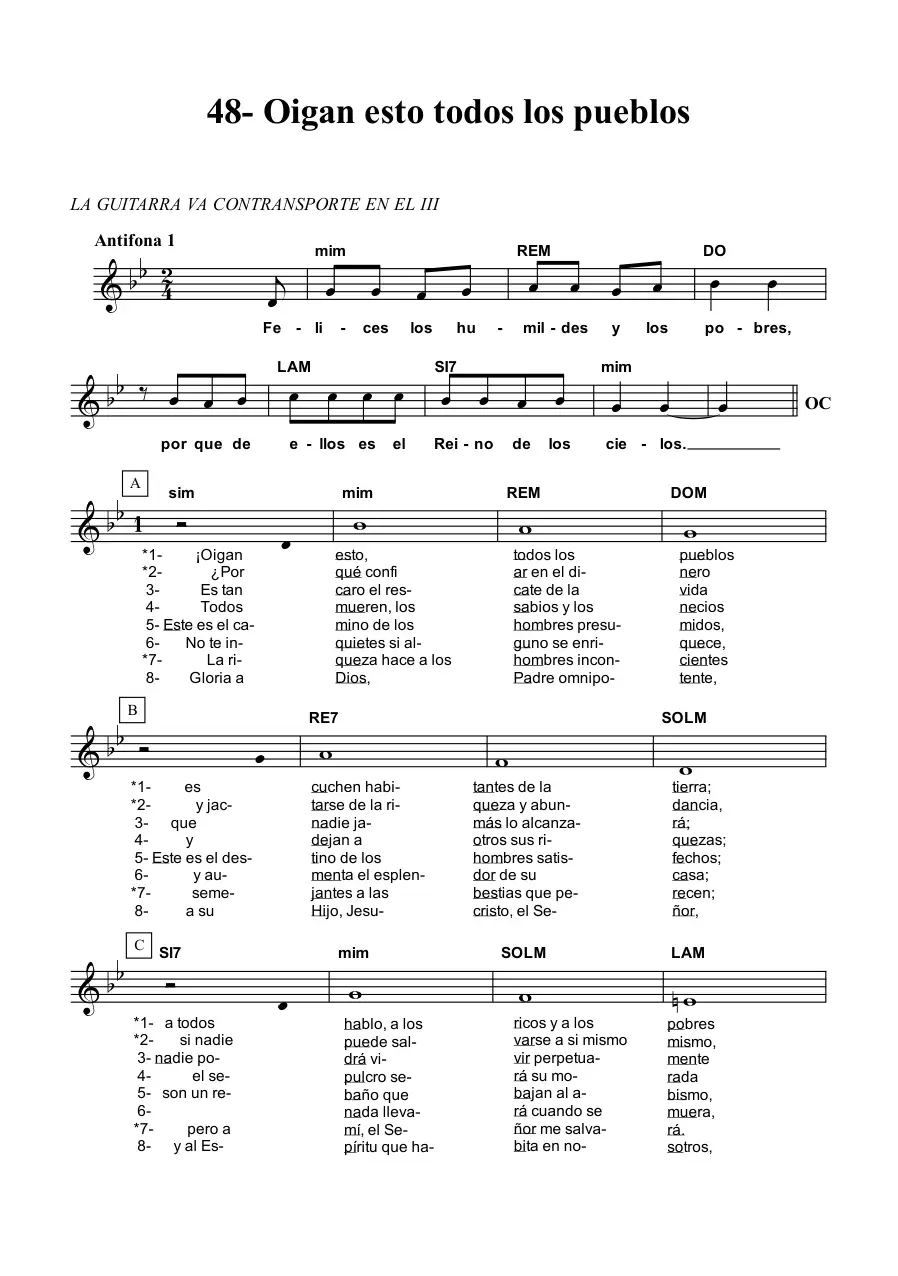 48- Oigan esto todos los pueblos
LA GUITARRA VA CONTRANSPORTE EN EL III
Antifona 1
mim REM DO
2
4
Fe - li - ces los hu - mil - des y los po - bres,
LAM SI7 mim
OC
por que de e - llos es el Rei - no de los cie - los.
A
sim mim REM DOM
1
*1- ¡Oigan esto, todos los pueblos
*2- ¿Por qué confi ar en el di- nero
3- Es tan caro el res- cate de la vida
4- Todos mueren, los sabios y los necios
5- Este es el ca- mino de los hombres presu- midos,
6- No te in- quietes si al- guno se enri- quece,
*7- La ri- queza hace a los hombres incon- cientes
8- Gloria a Dios, Padre omnipo- tente,
B
RE7 SOLM
*1- es cuchen habi- tantes de la tierra;
*2- y jac- tarse de la ri- queza y abun- dancia,
3- que nadie ja- más lo alcanza- rá;
4- y dejan a otros sus ri- quezas;
5- Este es el des- tino de los hombres satis- fechos;
6- y au- menta el esplen- dor de su casa;
*7- seme- jantes a las bestias que pe- recen;
8- a su Hijo, Jesu- cristo, el Se- ñor,
C
SI7 mim SOLM LAM
*1- a todos hablo, a los ricos y a los pobres
*2- si nadie puede sal- varse a si mismo mismo,
3- nadie po- drá vi- vir perpetua- mente
4- el se- pulcro se- rá su mo- rada
5- son un re- baño que bajan al a- bismo,
6- nada lleva- rá cuando se muera,
*7- pero a mí, el Se- ñor me salva- rá.
8- y al Es- píritu que ha- bita en no- sotros,